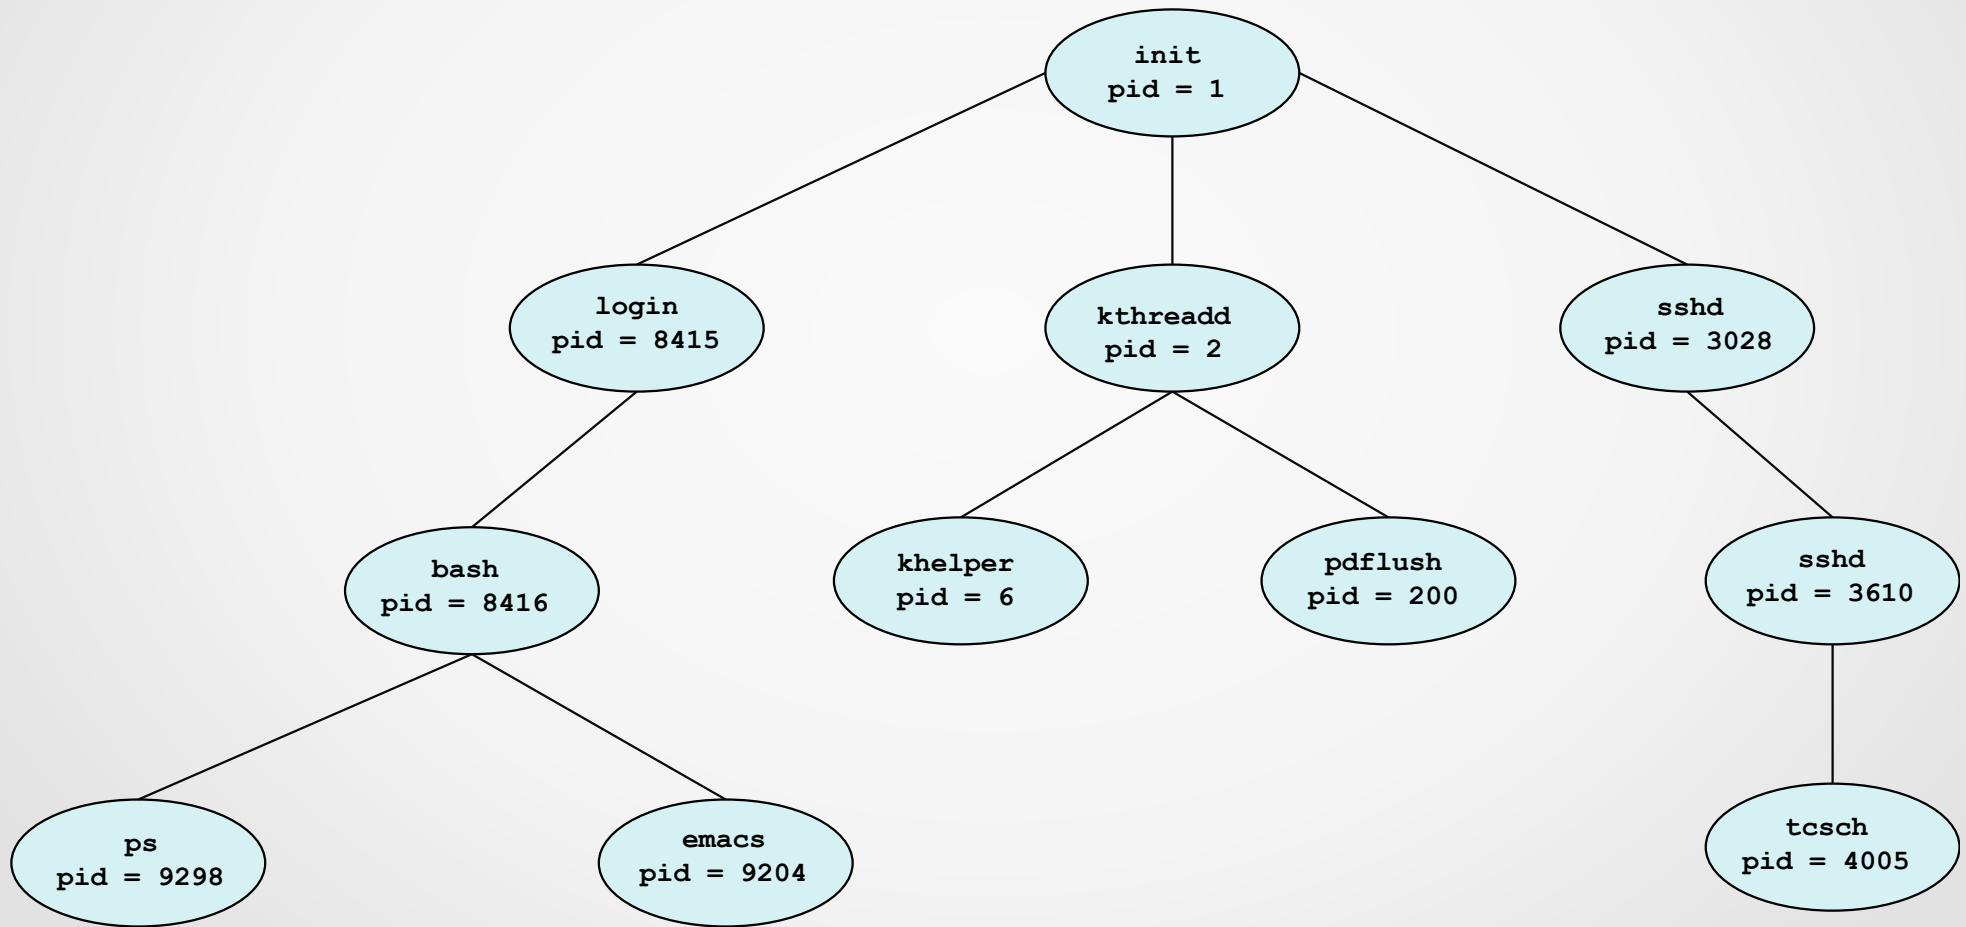 init
pid = 1
login
pid = 8415
kthreadd
pid = 2
sshd
pid = 3028
bash
pid = 8416
khelper
pid = 6
pdflush
pid = 200
sshd
pid = 3610
ps
pid = 9298
emacs
pid = 9204
tcsch
pid = 4005